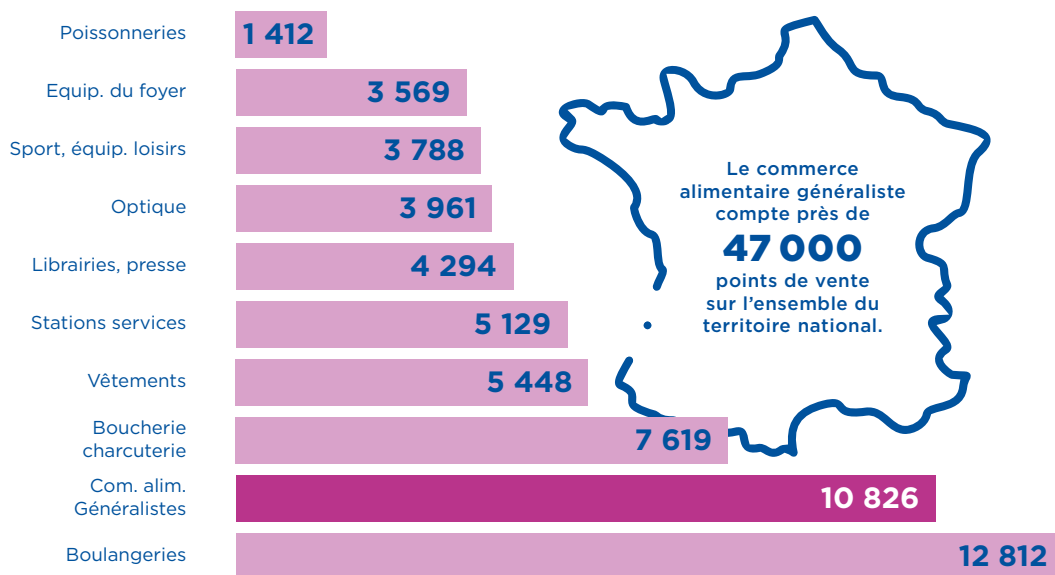 Poissonneries 1 412
Equip. du foyer 3 569
Sport, équip. loisirs 3 788
Optique 3 961
Librairies, presse 4 294
Stations services 5 129
Vêtements 5 448
Boucherie
charcuterie
7 619
Com. alim.
Généralistes
10 826
Boulangeries 12 812
Le commerce
alimentaire généraliste
compte près de
47 000
points de vente
sur l’ensemble du
territoire national.